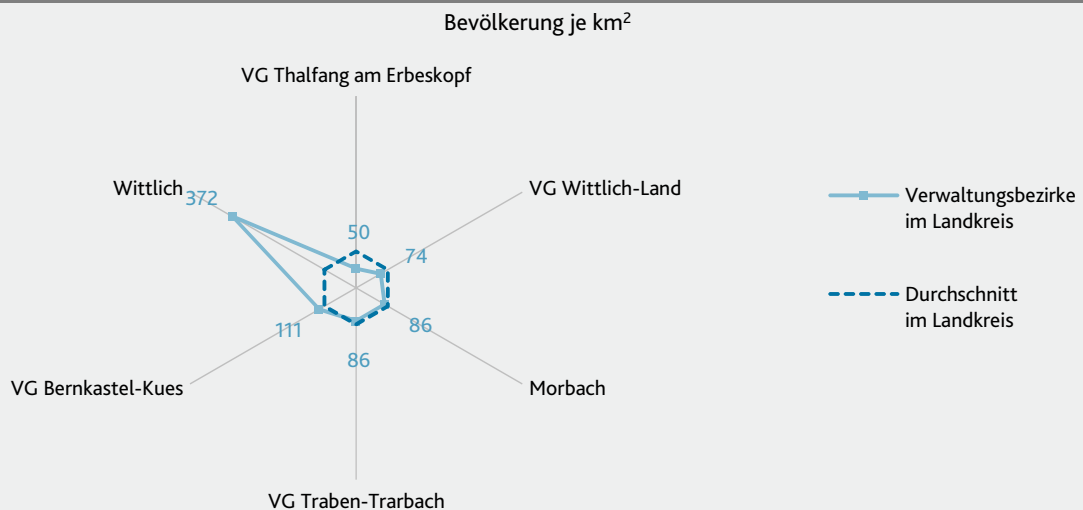 Bevölkerung je km²
VG Thalfang am Erbeskopf
Wittlich
372
VG Wittlich-Land
50
74
86
86
111
Morbach
VG Bernkastel-Kues
VG Traben-Trarbach
Verwaltungsbezirke
im Landkreis
Durchschnitt
im Landkreis